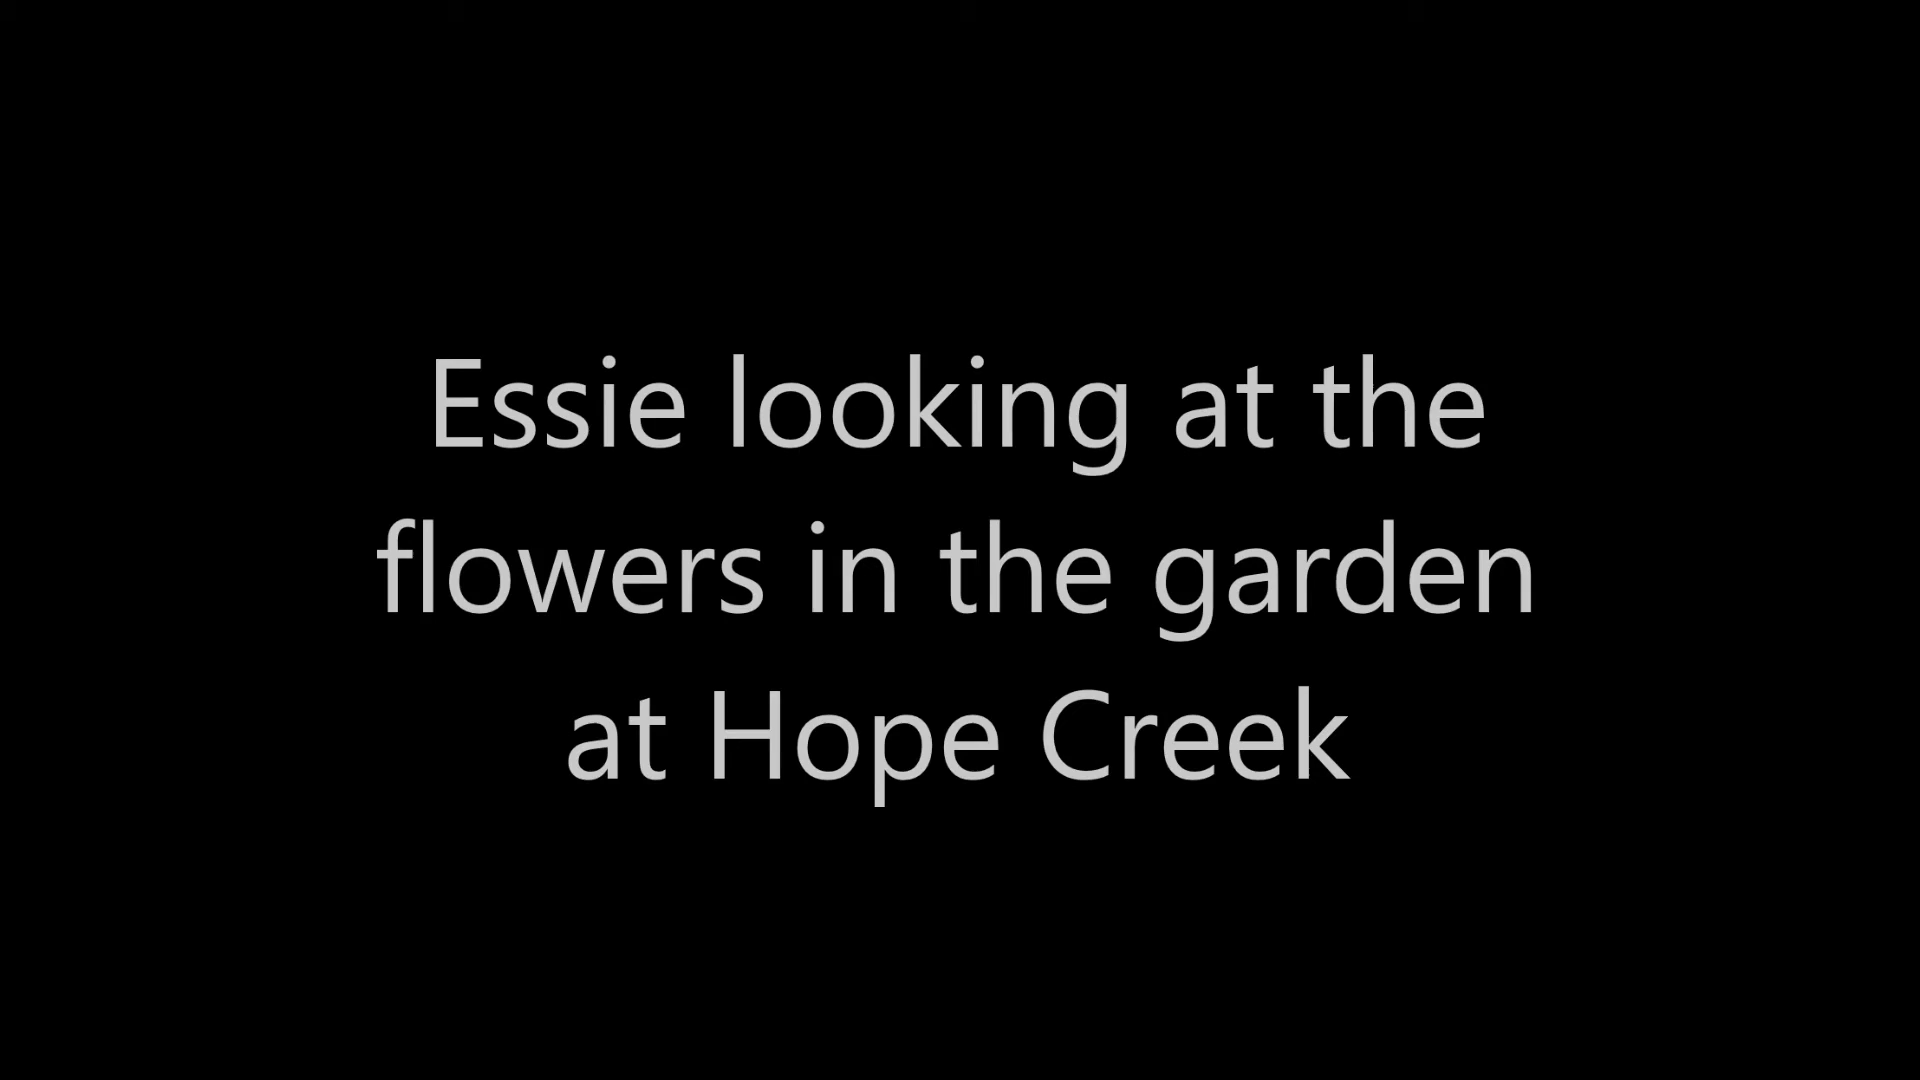 Essie looking at the
flowers in the garden
at Hope Creek